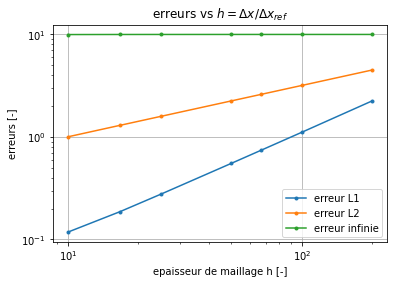 erreurs vs h = Δx/Δx_ref
erreurs [-]
10^1
10^0
10^-1
erreur L1
erreur L2
erreur infinie
10^1
10^2
epaisseur de maillage h [-]